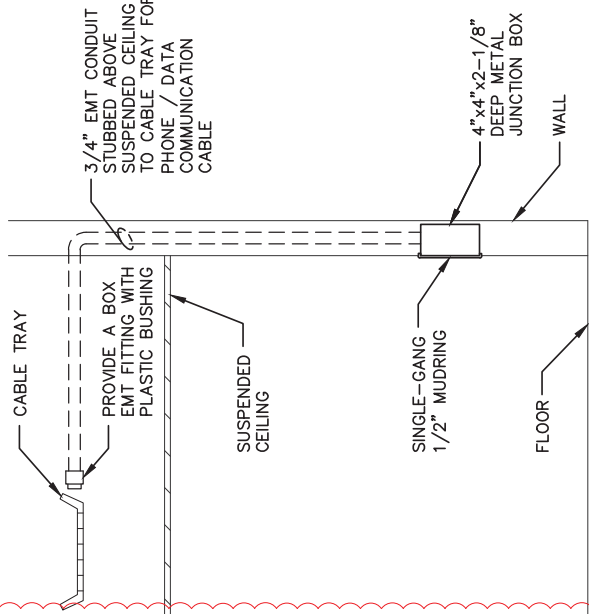 CABLE TRAY
PROVIDE A BOX
EMT FITTING WITH
PLASTIC BUSHING
3/4" EMT CONDUIT
STUBBED ABOVE
SUSPENDED CEILING
TO CABLE TRAY FOR
PHONE / DATA
COMMUNICATION
CABLE
SUSPENDED
CEILING
SINGLE-GANG
1/2" MUDRING
4"x4"x2-1/8"
DEEP METAL
JUNCTION BOX
WALL
FLOOR